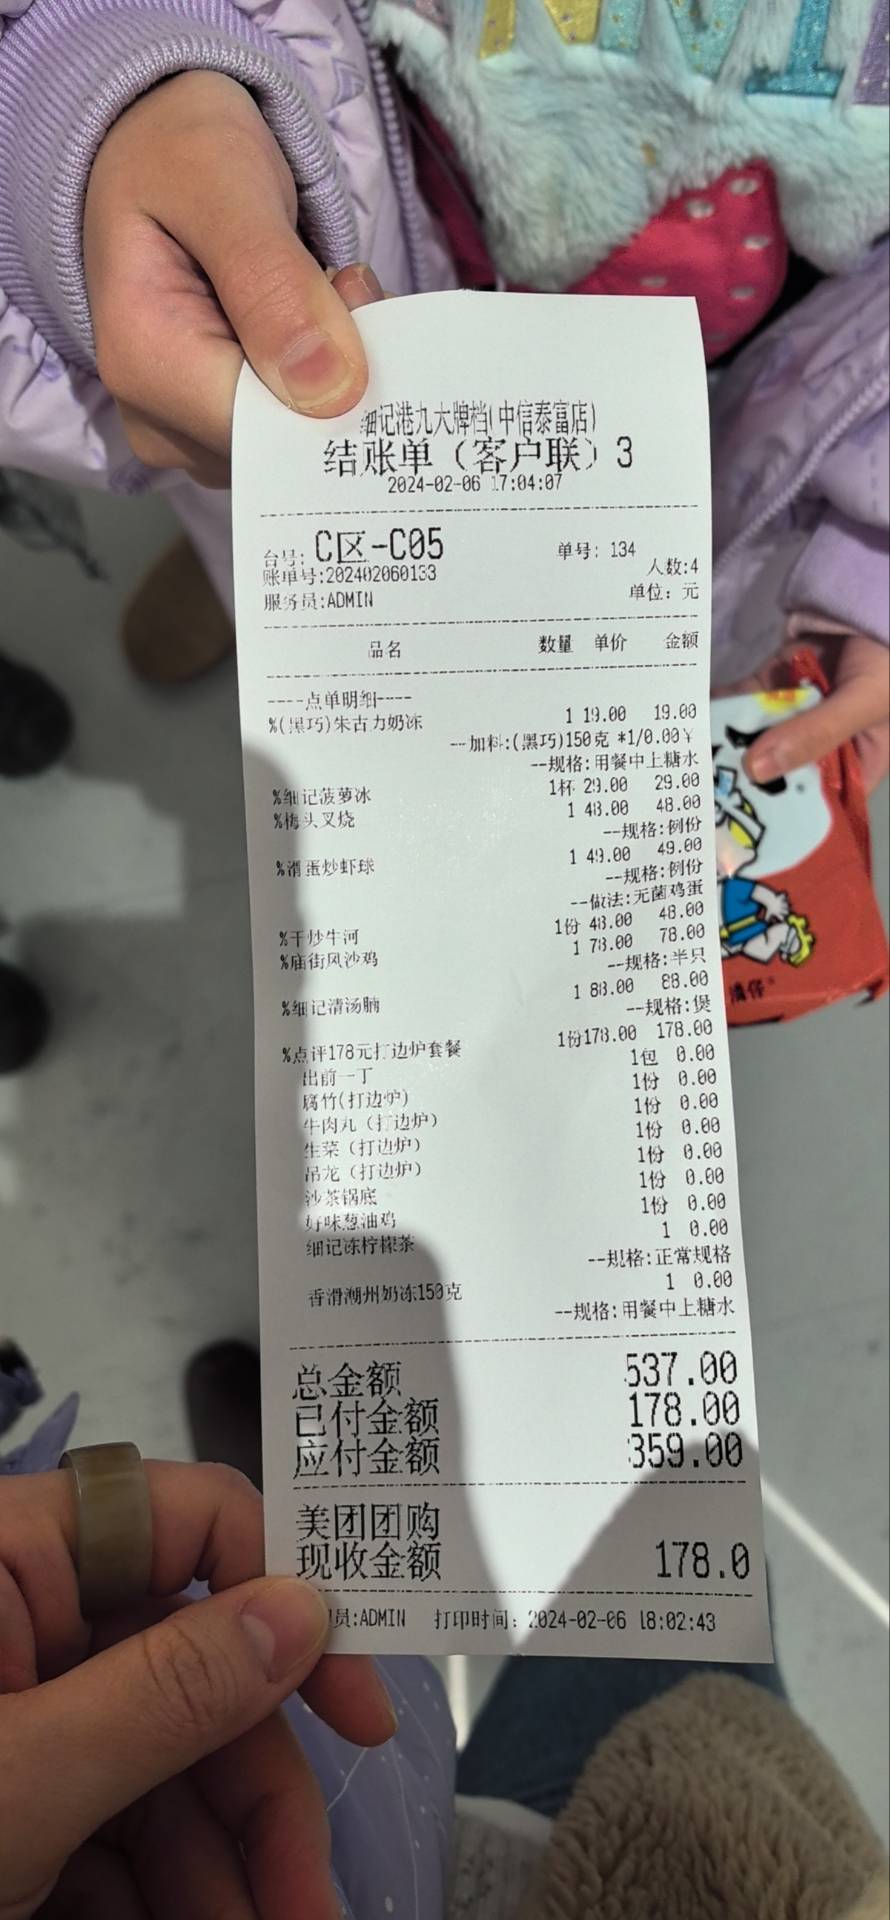 细记港九大牌档(中信泰富店)
结账单（客户联）3
2024-02-06 17:04:07
台号: C区-C05 单号: 134
账单号:202402060133 人数:4
服务员:ADMIN 单位: 元
品名 数量 单价 金额
----点单明细----
%(黑巧)朱古力奶冻 1 19.00 19.00
--加料:(黑巧)150克 *1/0.00¥
--规格:用餐中上糖水
%细记菠萝冰 1杯 29.00 29.00
%梅头叉烧 1 48.00 48.00
--规格:例份
%滑蛋炒虾球 1 49.00 49.00
--规格:例份
--做法:无菌鸡蛋
%干炒牛河 1份 48.00 48.00
%庙街风沙鸡 1 78.00 78.00
--规格:半只
%细记清汤腩 1 88.00 88.00
--规格:煲
%点评178元打边炉套餐 1份178.00 178.00
出前一丁 1包 0.00
腐竹(打边炉) 1份 0.00
牛肉丸（打边炉） 1份 0.00
生菜（打边炉） 1份 0.00
吊龙（打边炉） 1份 0.00
沙茶锅底 1份 0.00
好味葱油鸡 1份 0.00
细记冻柠檬茶 1 0.00
--规格:正常规格
香滑潮州奶冻150克 1 0.00
--规格:用餐中上糖水
总金额 537.00
已付金额 178.00
应付金额 359.00
美团团购
现收金额 178.0
员:ADMIN 打印时间: 2024-02-06 18:02:43